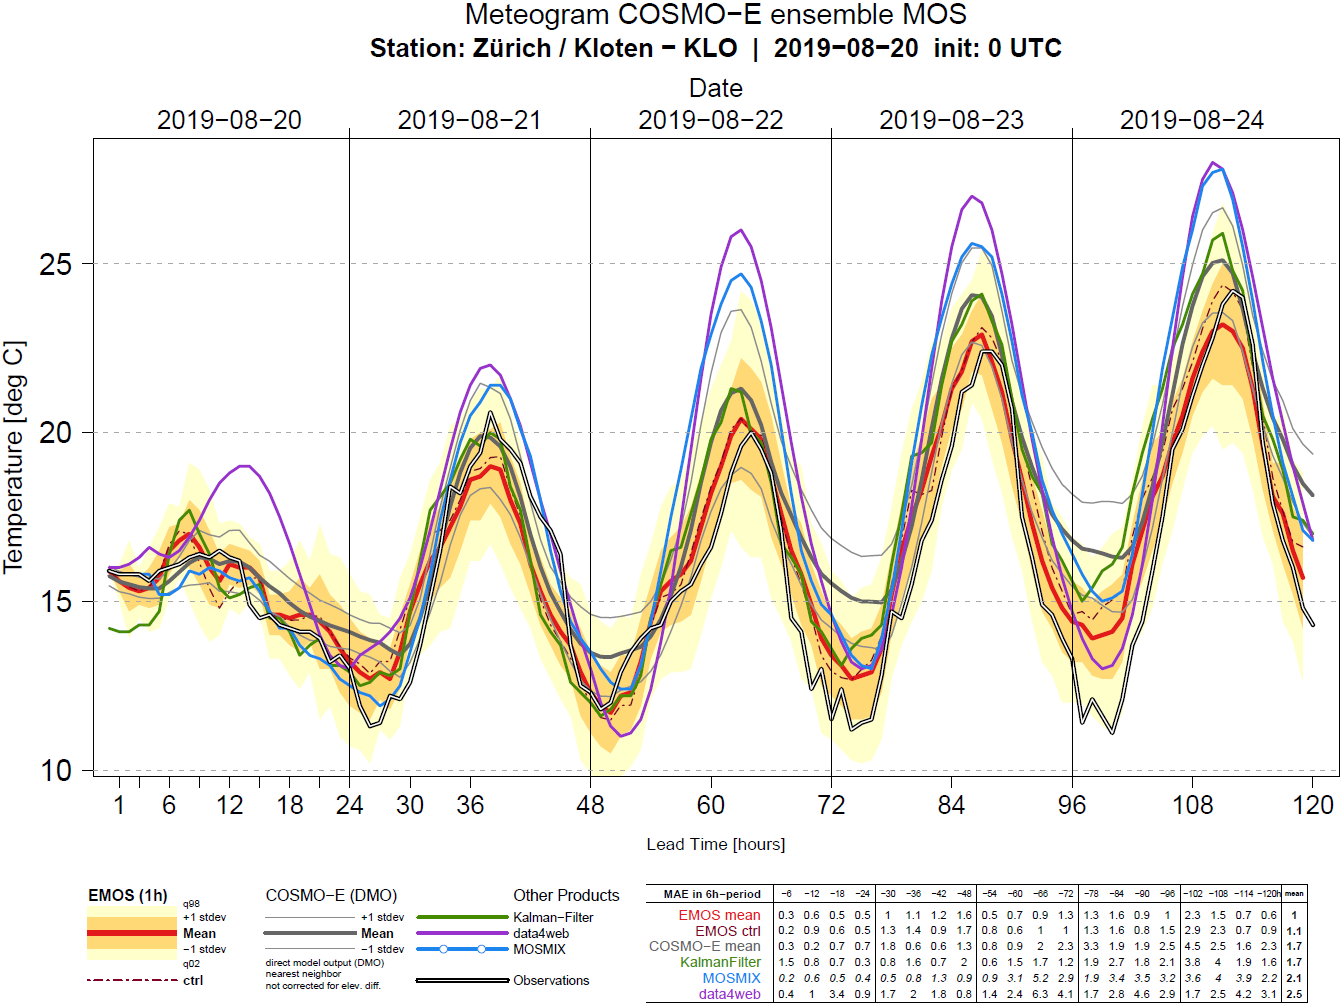 Meteogram COSMO−E ensemble MOS
Station: Zürich / Kloten − KLO | 2019−08−20 init: 0 UTC
Date
2019−08−20 2019−08−21 2019−08−22 2019−08−23 2019−08−24
Temperature [deg C]
25
20
15
10
1 6 12 18 24 30 36 48 60 72 84 96 108 120
Lead Time [hours]
EMOS (1h)
q98
+1 stdev
Mean
−1 stdev
q02
ctrl
COSMO−E (DMO)
+1 stdev
Mean
−1 stdev
direct model output (DMO)
nearest neighbor
not corrected for elev. diff.
Other Products
Kalman−Filter
data4web
MOSMIX
Observations
MAE in 6h−period −6 −12 −18 −24 −30 −36 −42 −48 −54 −60 −66 −72 −78 −84 −90 −96 −102 −108 −114 −120h mean
EMOS mean 0.3 0.6 0.5 0.5 1 1.1 1.2 1.6 0.5 0.7 0.9 1.3 1.3 1.6 0.9 1 2.3 1.5 0.7 0.6 1
EMOS ctrl 0.2 0.9 0.6 0.5 1.3 1.4 0.9 1.7 0.8 0.9 1 1 1.3 1.6 0.8 1.5 2.9 2.3 0.7 0.9 1.1
COSMO−E mean 0.3 0.2 0.7 0.7 1.8 0.6 0.6 1.3 0.8 0.6 2 2.3 3.3 1.9 1.9 2.5 4.5 2.5 1.6 2.3 1.7
KalmanFilter 1.5 0.8 0.7 0.3 0.8 1.6 0.7 2 0.6 1.5 1.7 1.2 1.9 2.7 1.8 2.1 3.8 4 1.9 1.6 1.7
MOSMIX 0.2 0.6 0.5 0.4 0.5 0.8 1.3 0.9 0.9 3.1 5.2 2.9 1.9 3.4 3.5 3.2 3.6 4 3.9 2.2 2.1
data4web 0.4 1 3.4 0.9 1.7 2 1.8 0.8 1.4 2.4 6.3 4.1 1.7 2.8 4.6 2.9 1.7 2.5 4.2 3.1 2.5